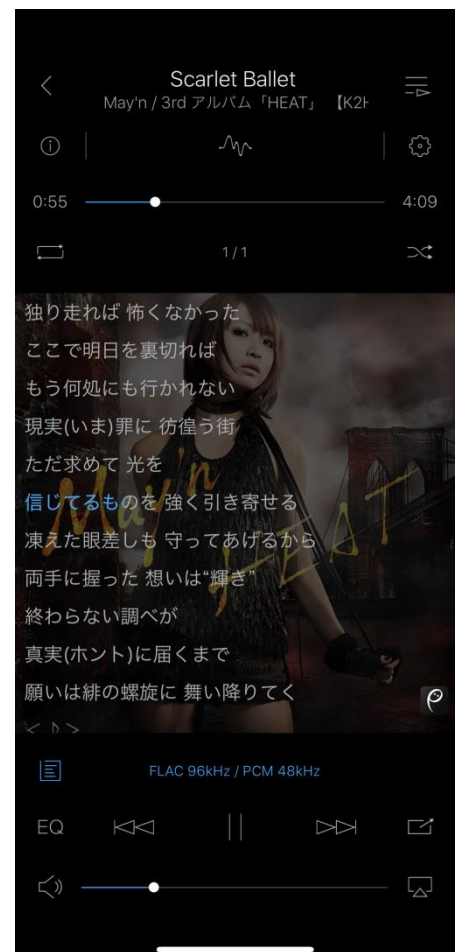 Scarlet Ballet
May'n / 3rd アルバム「HEAT」 【K2H
0:55
4:09
1/1
独り走れば 怖くなかった
ここで明日を裏切れば
もう何処にも行かれない
現実(いま)罪に 彷徨う街
ただ求めて 光を
信じてるものを 強く引き寄せる
凍えた眼差しも 守ってあげるから
両手に握った 想いは“輝き”
終わらない調べが
真実(ホント)に届くまで
願いは緋の螺旋に 舞い降りてく
May'n
HEAT
FLAC 96kHz / PCM 48kHz
EQ